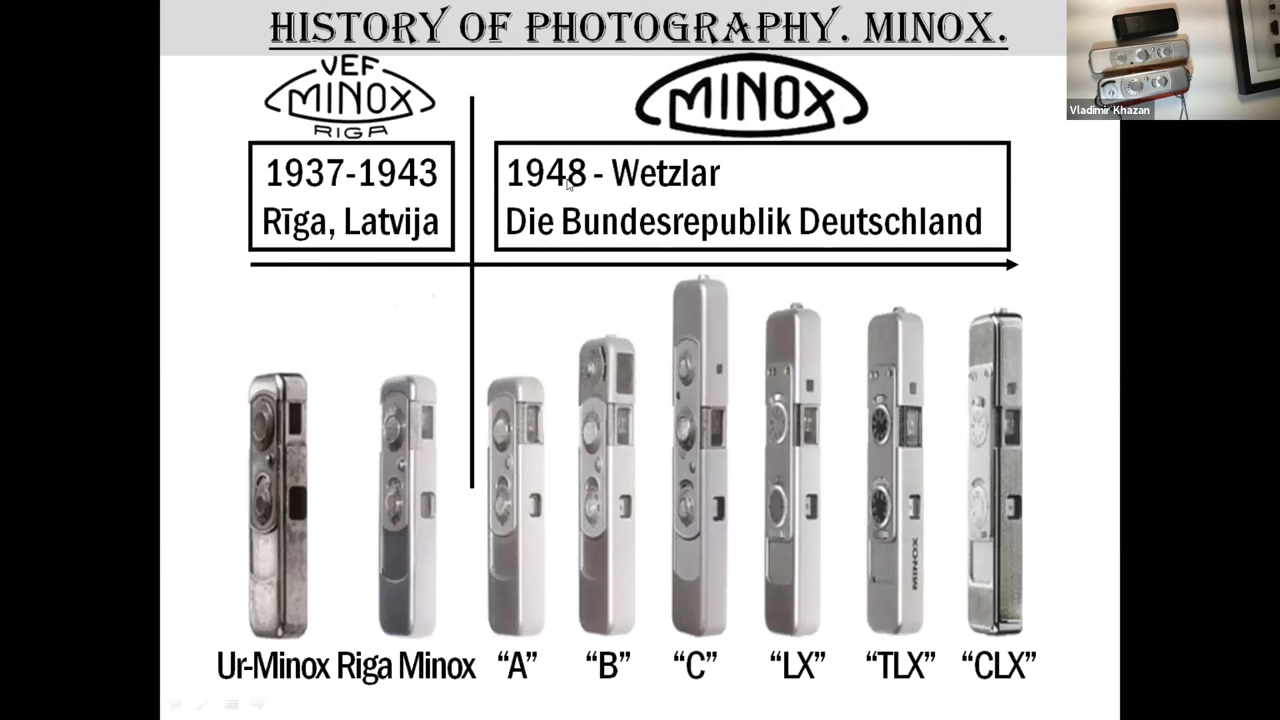 HISTORY OF PHOTOGRAPHY. MINOX.
VEF
MINOX
RIGA
MINOX
1937-1943
Rīga, Latvija
1948 - Wetzlar
Die Bundesrepublik Deutschland
MINOX
Ur-Minox Riga Minox "A" "B" "C" "LX" "TLX" "CLX"
Vladimir Khazan